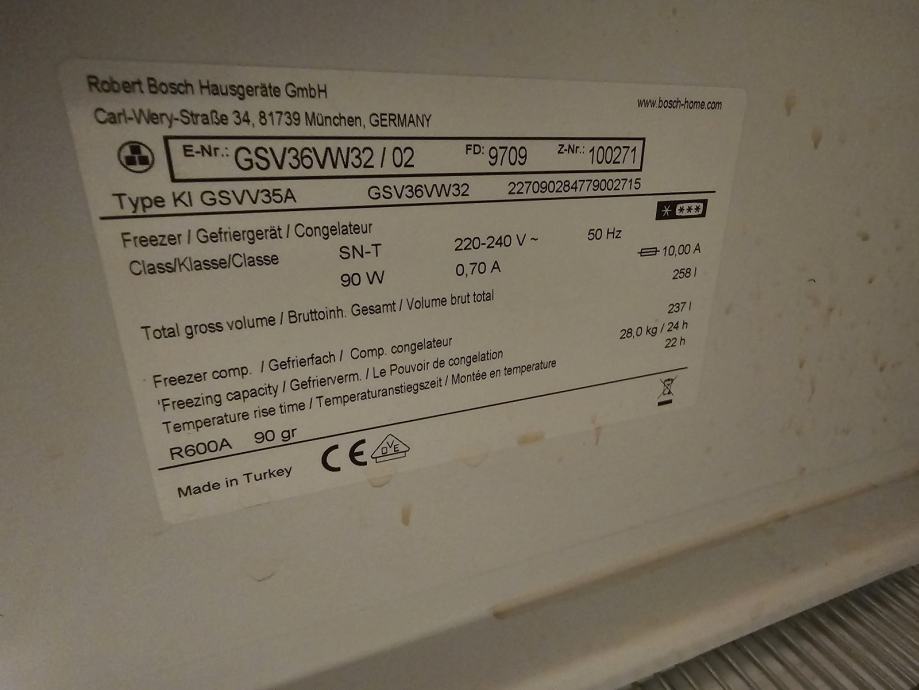 Robert Bosch Hausgeräte GmbH
www.bosch-home.com
Carl-Wery-Straße 34, 81739 München, GERMANY
E-Nr.: GSV36VW32 / 02 FD: 9709 Z-Nr.: 100271
Type KI GSVV35A GSV36VW32 227090284779002715
Freezer / Gefriergerät / Congelateur
Class/Klasse/Classe SN-T 220-240 V ~ 50 Hz 10,00 A
90 W 0,70 A
Total gross volume / Bruttoinh. Gesamt / Volume brut total 258 l
Freezer comp. / Gefrierfach / Comp. congelateur 237 l
'Freezing capacity / Gefrierverm. / Le Pouvoir de congelation 28,0 kg / 24 h
Temperature rise time / Temperaturanstiegszeit / Montée en temperature 22 h
R600A 90 gr
Made in Turkey CE DVE